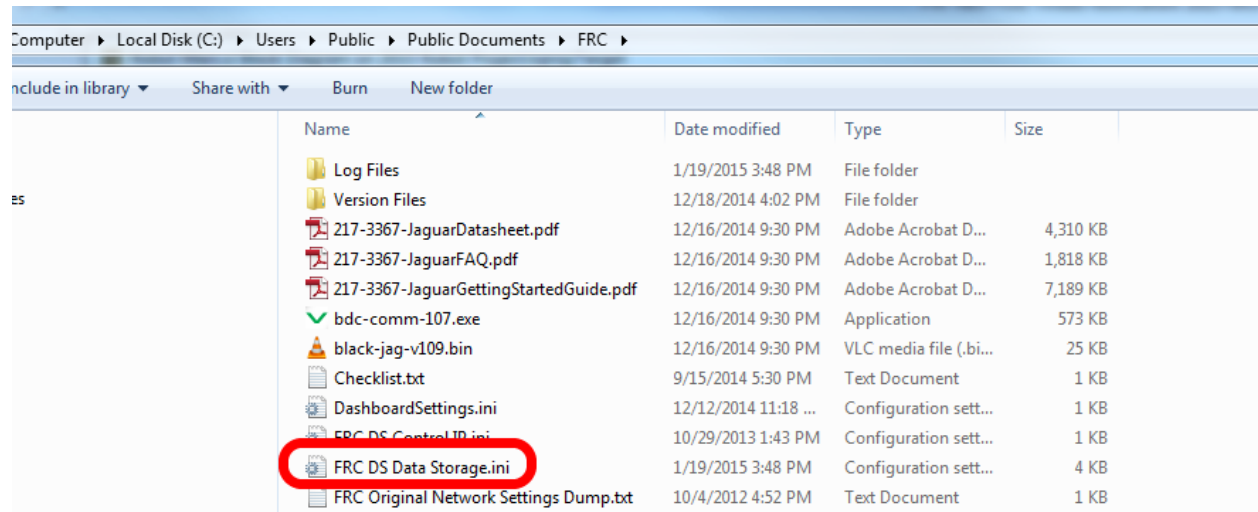 Computer ▸ Local Disk (C:) ▸ Users ▸ Public ▸ Public Documents ▸ FRC ▸
nclude in library ▾ Share with ▾ Burn New folder
Name Date modified Type Size
Log Files 1/19/2015 3:48 PM File folder
es Version Files 12/18/2014 4:02 PM File folder
217-3367-JaguarDatasheet.pdf 12/16/2014 9:30 PM Adobe Acrobat D... 4,310 KB
217-3367-JaguarFAQ.pdf 12/16/2014 9:30 PM Adobe Acrobat D... 1,818 KB
217-3367-JaguarGettingStartedGuide.pdf 12/16/2014 9:30 PM Adobe Acrobat D... 7,189 KB
bdc-comm-107.exe 12/16/2014 9:30 PM Application 573 KB
black-jag-v109.bin 12/16/2014 9:30 PM VLC media file (.bi... 25 KB
Checklist.txt 9/15/2014 5:30 PM Text Document 1 KB
DashboardSettings.ini 12/12/2014 11:18 ... Configuration sett... 1 KB
FRC DS Control IP.ini 10/29/2013 1:43 PM Configuration sett... 1 KB
FRC DS Data Storage.ini 1/19/2015 3:48 PM Configuration sett... 4 KB
FRC Original Network Settings Dump.txt 10/4/2012 4:52 PM Text Document 1 KB